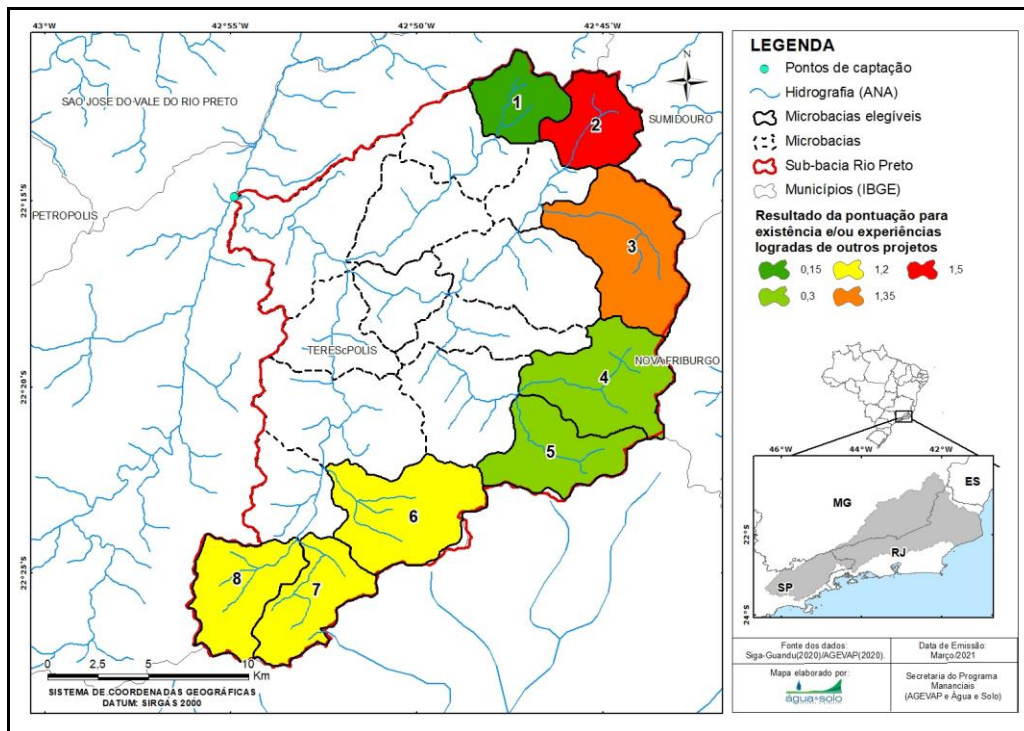 43°W
42°55'W
42°50'W
42°45'W
22°15'S
22°20'S
22°25'S
N
SAO JOSE DO VALE DO RIO PRETO
SUMIDOURO
PETROPOLIS
TEREScPOLIS
NOVA FRIBURGO
1
2
3
4
5
6
7
8
0 2,5 5 10
Km
SISTEMA DE COORDENADAS GEOGRÁFICAS
DATUM: SIRGAS 2000
LEGENDA
Pontos de captação
Hidrografia (ANA)
Microbacias elegíveis
Microbacias
Sub-bacia Rio Preto
Municípios (IBGE)
Resultado da pontuação para
existência e/ou experiências
logradas de outros projetos
0,15 1,2 1,5
0,3 1,35
46°W 44°W 42°W
22°S
24°S
MG
ES
RJ
SP
Fonte dos dados:
Siga-Guandu(2020)/AGEVAP(2020).
Data de Emissão:
Março/2021
Mapa elaborado por:
água&solo
Secretaria do Programa
Mananciais
(AGEVAP e Água e Solo)